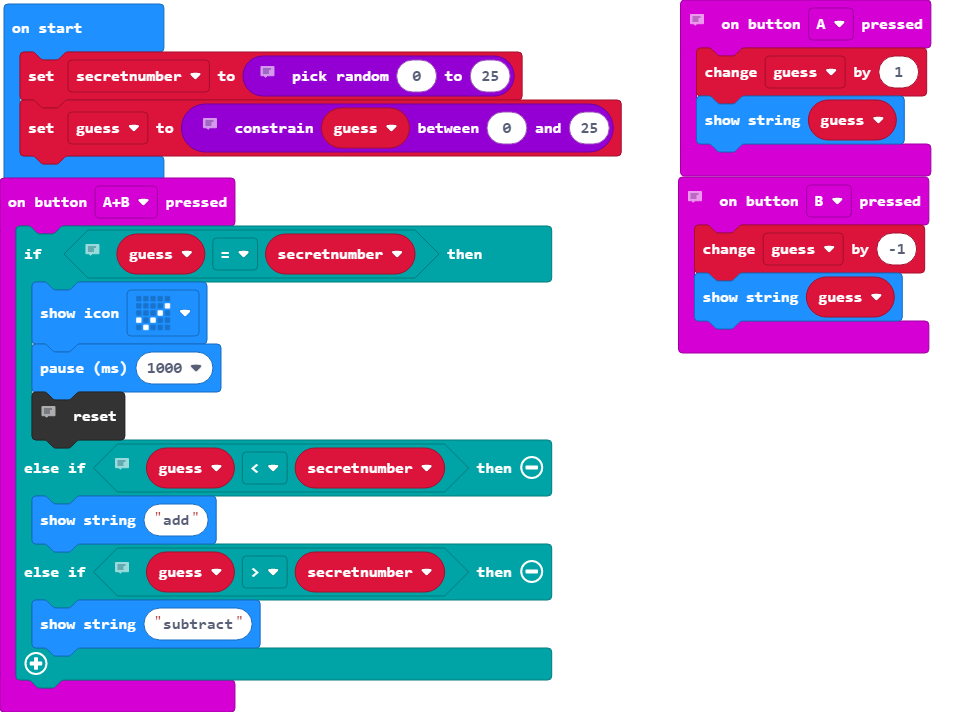 on start
set secretnumber to pick random 0 to 25
set guess to constrain guess between 0 and 25
on button A+B pressed
if guess = secretnumber then
show icon
pause (ms) 1000
reset
else if guess < secretnumber then
show string "add"
else if guess > secretnumber then
show string "subtract"
on button A pressed
change guess by 1
show string guess
on button B pressed
change guess by -1
show string guess